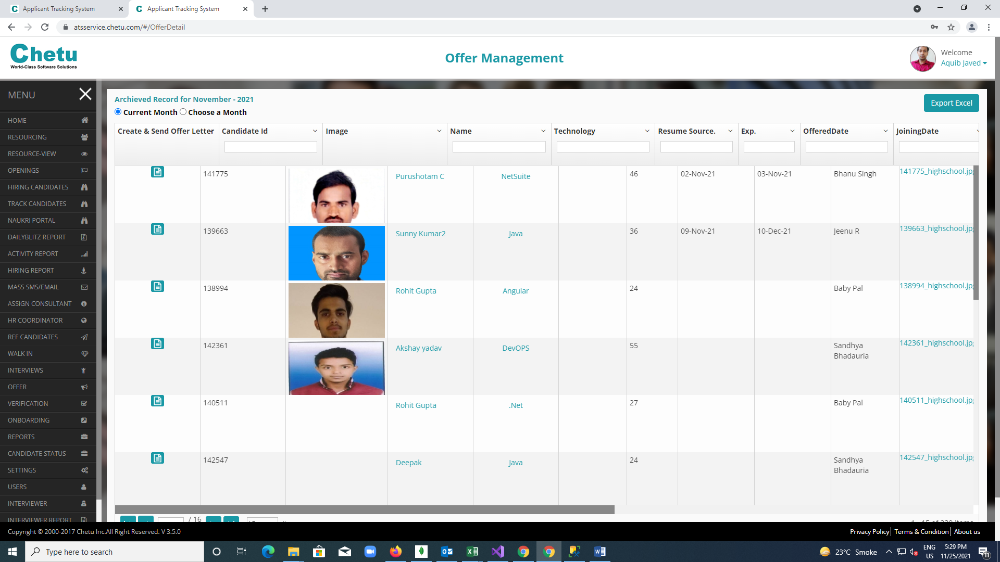 Applicant Tracking System
Applicant Tracking System
atsservice.chetu.com/#/OfferDetail
Chetu
World-Class Software Solutions
Offer Management
Welcome
Aquib Javed
MENU
HOME
RESOURCING
RESOURCE-VIEW
OPENINGS
HIRING CANDIDATES
TRACK CANDIDATES
NAUKRI PORTAL
DAILYBLITZ REPORT
ACTIVITY REPORT
HIRING REPORT
MASS SMS/EMAIL
ASSIGN CONSULTANT
HR COORDINATOR
REF CANDIDATES
WALK IN
INTERVIEWS
OFFER
VERIFICATION
ONBOARDING
REPORTS
CANDIDATE STATUS
SETTINGS
USERS
INTERVIEWER
INTERVIEWER REPORT
Archieved Record for November - 2021
Current Month Choose a Month
Export Excel
Create & Send Offer Letter Candidate Id Image Name Technology Resume Source. Exp. OfferedDate JoiningDate
141775 Purushotam C NetSuite 46 02-Nov-21 03-Nov-21 Bhanu Singh 141775_highschool.jp
139663 Sunny Kumar2 Java 36 09-Nov-21 10-Dec-21 Jeenu R 139663_highschool.jp
138994 Rohit Gupta Angular 24 Baby Pal 138994_highschool.jp
142361 Akshay yadav DevOPS 55 Sandhya Bhadauria 142361_highschool.jp
140511 Rohit Gupta .Net 27 Baby Pal 140511_highschool.jp
142547 Deepak Java 24 Sandhya Bhadauria 142547_highschool.jp
/ 16
Copyright © 2000-2017 Chetu Inc.All Right Reserved. V 3.5.0
Privacy Policy Terms & Condition About us
Type here to search
23°C Smoke
ENG
US
5:29 PM
11/25/2021
11